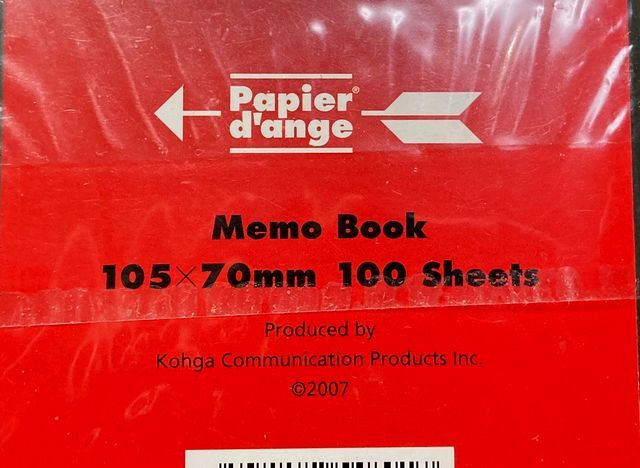 Papier®
d'ange
Memo Book
105×70mm 100 Sheets
Produced by
Kohga Communication Products Inc.
©2007